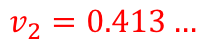 v₂ = 0.413 ...